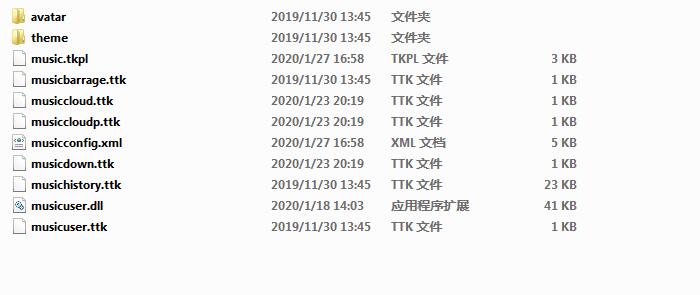 avatar 2019/11/30 13:45 文件夹
theme 2019/11/30 13:45 文件夹
music.tkpl 2020/1/27 16:58 TKPL 文件 3 KB
musicbarrage.ttk 2019/11/30 13:45 TTK 文件 1 KB
musiccloud.ttk 2020/1/23 20:19 TTK 文件 1 KB
musiccloudp.ttk 2020/1/23 20:19 TTK 文件 1 KB
musicconfig.xml 2020/1/27 16:58 XML 文档 5 KB
musicdown.ttk 2020/1/23 20:19 TTK 文件 1 KB
musichistory.ttk 2019/11/30 13:45 TTK 文件 23 KB
musicuser.dll 2020/1/18 14:03 应用程序扩展 41 KB
musicuser.ttk 2019/11/30 13:45 TTK 文件 1 KB